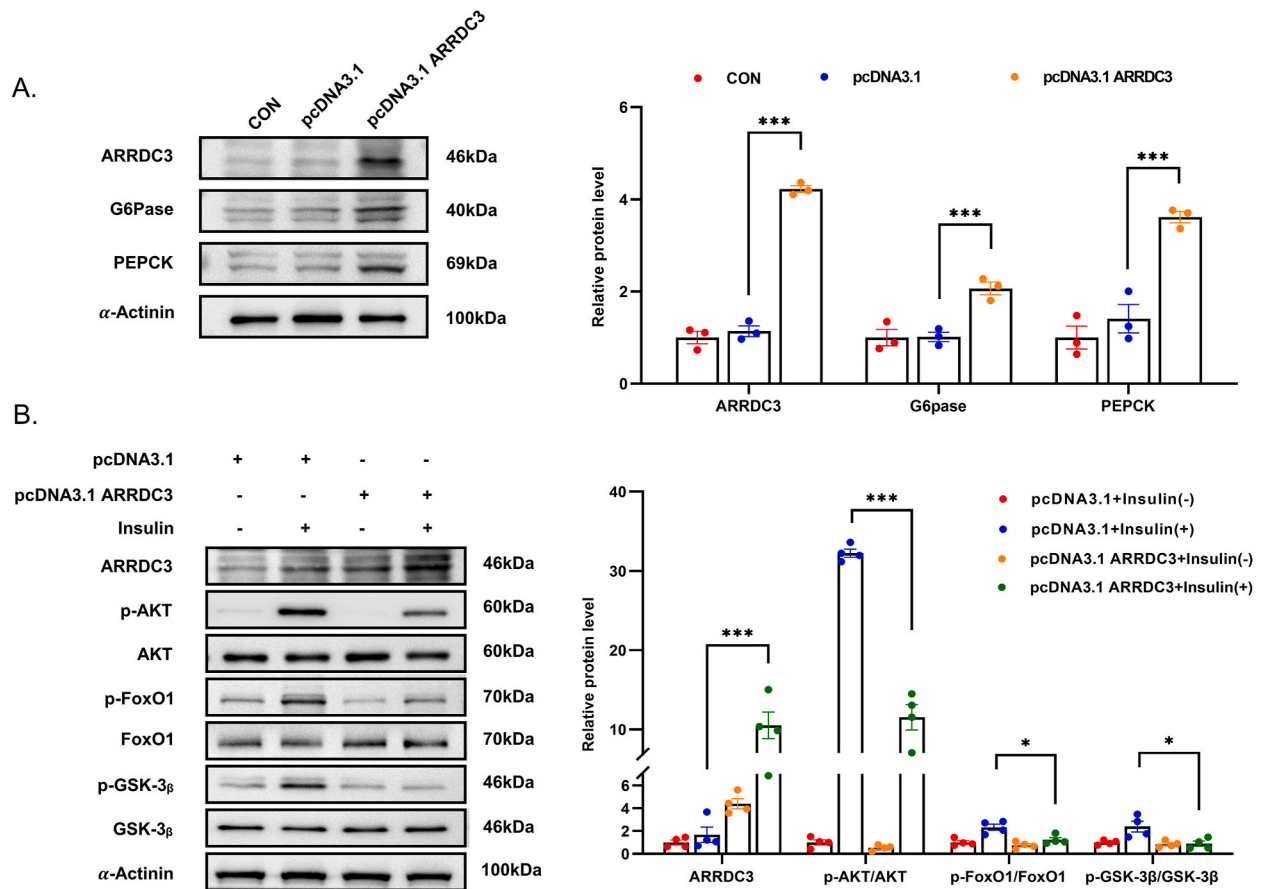 A.
CON
pcDNA3.1
pcDNA3.1 ARRDC3
ARRDC3 46kDa
G6Pase 40kDa
PEPCK 69kDa
α-Actinin 100kDa
CON pcDNA3.1 pcDNA3.1 ARRDC3
Relative protein level
6
4
2
0
***
***
***
ARRDC3 G6pase PEPCK
B.
pcDNA3.1 + + - -
pcDNA3.1 ARRDC3 - - + +
Insulin - + - +
ARRDC3 46kDa
p-AKT 60kDa
AKT 60kDa
p-FoxO1 70kDa
FoxO1 70kDa
p-GSK-3β 46kDa
GSK-3β 46kDa
α-Actinin 100kDa
Relative protein level
40
30
20
10
6
4
2
0
***
***
*
*
pcDNA3.1+Insulin(-)
pcDNA3.1+Insulin(+)
pcDNA3.1 ARRDC3+Insulin(-)
pcDNA3.1 ARRDC3+Insulin(+)
ARRDC3 p-AKT/AKT p-FoxO1/FoxO1 p-GSK-3β/GSK-3β